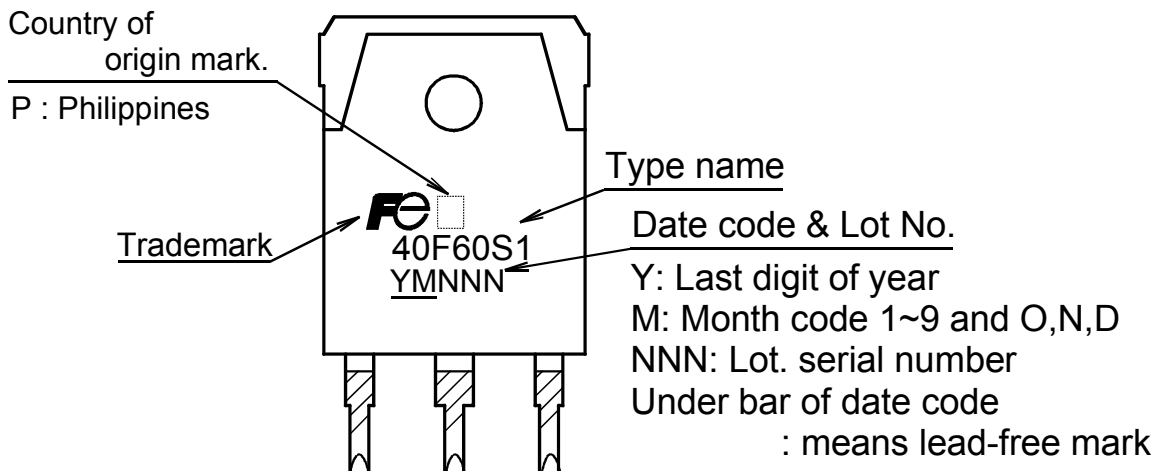 Country of
origin mark.
P : Philippines
Type name
Fe
Trademark
40F60S1
YMNNN
Date code & Lot No.
Y: Last digit of year
M: Month code 1~9 and O,N,D
NNN: Lot. serial number
Under bar of date code
: means lead-free mark